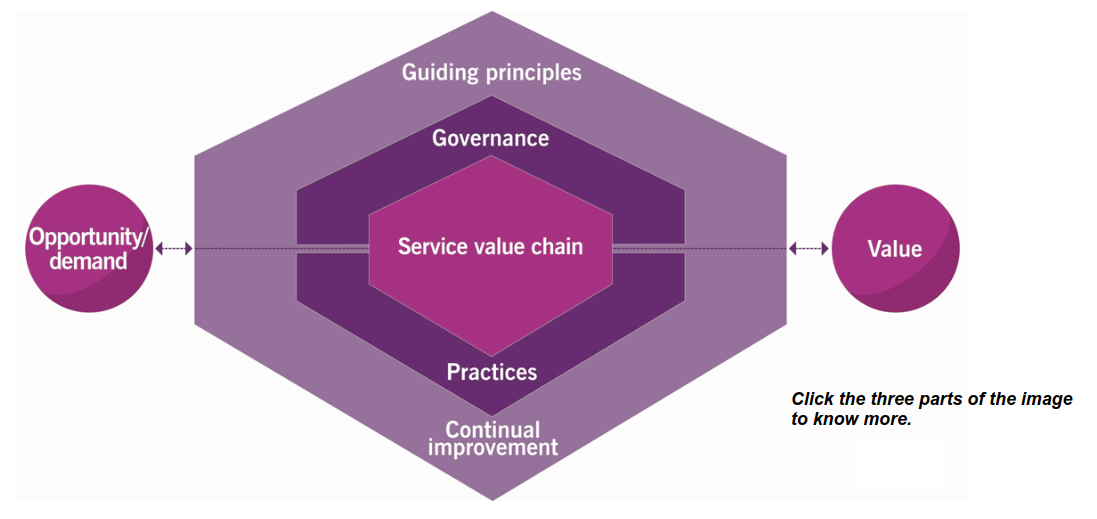 Guiding principles
Governance
Opportunity/
demand
Service value chain
Value
Practices
Click the three parts of the image
to know more.
Continual
improvement